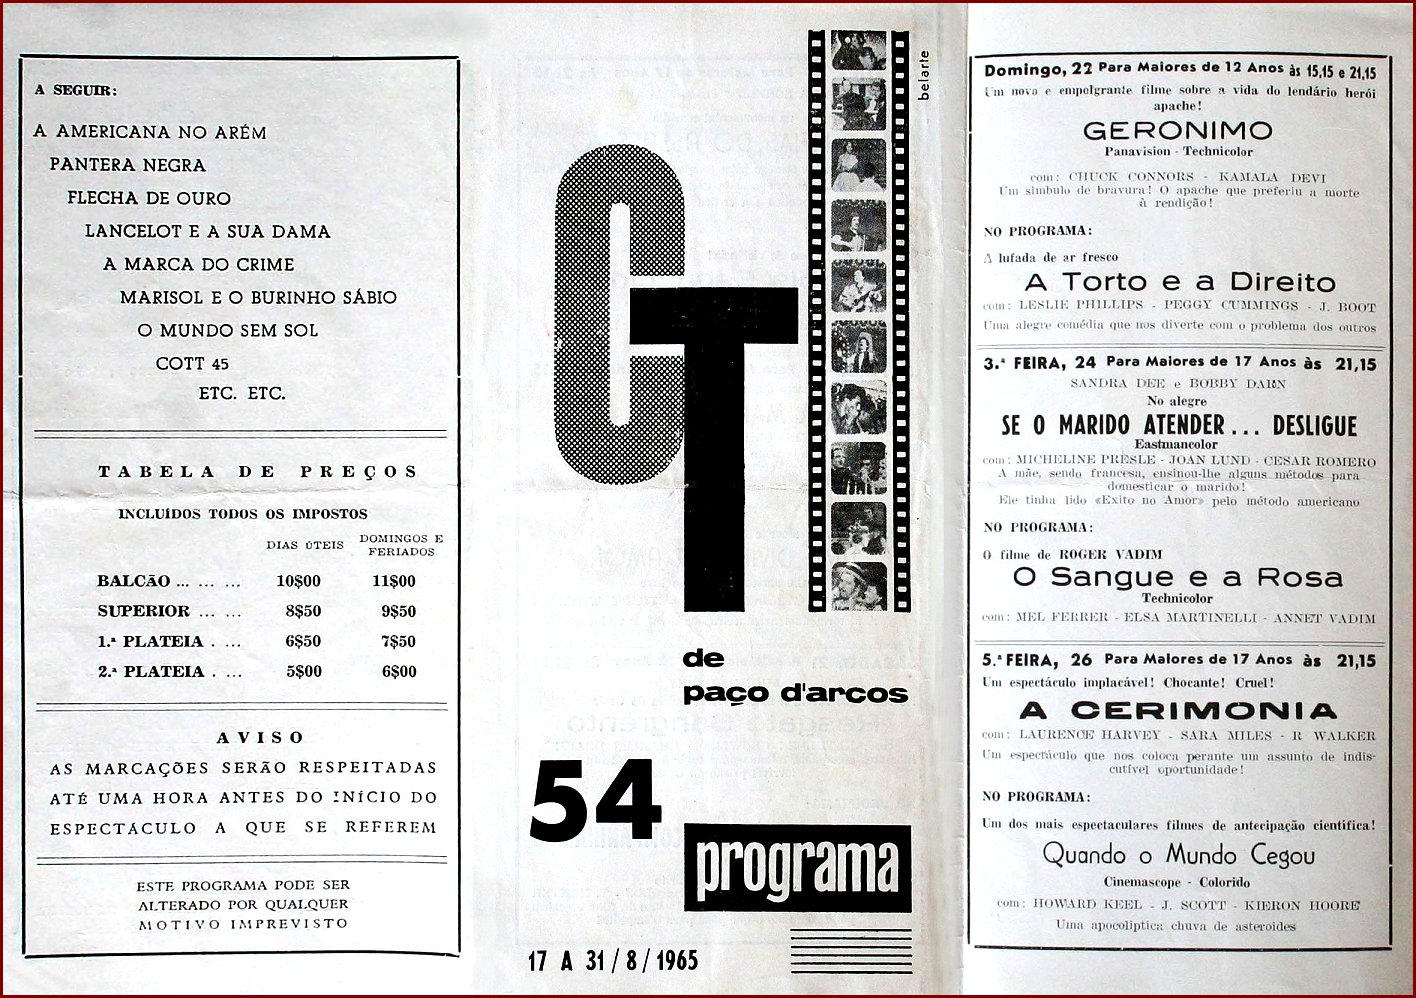 A SEGUIR:
A AMERICANA NO ARÉM
PANTERA NEGRA
FLECHA DE OURO
LANCELOT E A SUA DAMA
A MARCA DO CRIME
MARISOL E O BURINHO SÁBIO
O MUNDO SEM SOL
COTT 45
ETC. ETC.
TABELA DE PREÇOS
INCLUÍDOS TODOS OS IMPOSTOS
DIAS ÚTEIS DOMINGOS E FERIADOS
BALCÃO ... ... ... 10$00 11$00
SUPERIOR ... ... 8$50 9$50
1.ª PLATEIA . ... 6$50 7$50
2.ª PLATEIA . ... 5$00 6$00
AVISO
AS MARCAÇÕES SERÃO RESPEITADAS
ATÉ UMA HORA ANTES DO INÍCIO DO
ESPECTACULO A QUE SE REFEREM
ESTE PROGRAMA PODE SER
ALTERADO POR QUALQUER
MOTIVO IMPREVISTO
belarte
CT
de
paço d'arcos
54
programa
17 A 31/8/1965
Domingo, 22 Para Maiores de 12 Anos às 15,15 e 21,15
Um novo e empolgrante filme sobre a vida do lendário herói
apache!
GERONIMO
Panavision - Technicolor
com: CHUCK CONNORS - KAMALA DEVI
Um simbulo de bravura! O apache que preferiu a morte
à rendição!
NO PROGRAMA:
A lufada de ar fresco
A Torto e a Direito
com: LESLIE PHILLIPS - PEGGY CUMMINGS - J. BOOT
Uma alegre comédia que nos diverte com o problema dos outros
3.ª FEIRA, 24 Para Maiores de 17 Anos às 21,15
SANDRA DEE e BOBBY DARN
No alegre
SE O MARIDO ATENDER... DESLIGUE
Eastmancolor
com: MICHELINE PRESLE - JOAN LUND - CESAR ROMERO
A mãe, sendo francesa, ensinou-lhe alguns métodos para
domesticar o marido!
Ele tinha lido «Exito no Amor» pelo método americano
NO PROGRAMA:
O filme de ROGER VADIM
O Sangue e a Rosa
Technicolor
com: MEL FERRER - ELSA MARTINELLI - ANNET VADIM
5.ª FEIRA, 26 Para Maiores de 17 Anos às 21,15
Um espectáculo implacável! Chocante! Cruel!
A CERIMONIA
com: LAURENCE HARVEY - SARA MILES - R WALKER
Um espectáculo que nos coloca perante um assunto de indis-
cutível oportunidade!
NO PROGRAMA:
Um dos mais espectaculares filmes de antecipação cientifica!
Quando o Mundo Cegou
Cinemascope - Colorido
com: HOWARD KEEL - J. SCOTT - KIERON HOORE
Uma apocoliptica chuva de asteroides